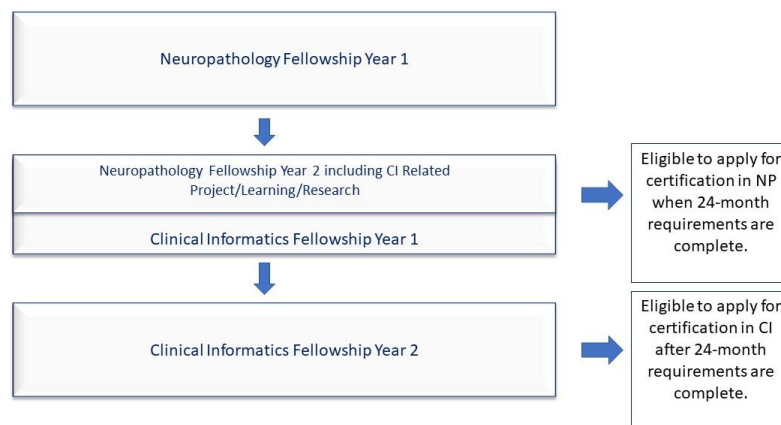 Neuropathology Fellowship Year 1
Neuropathology Fellowship Year 2 including CI Related
Project/Learning/Research
Clinical Informatics Fellowship Year 1
Eligible to apply for
certification in NP
when 24-month
requirements are
complete.
Clinical Informatics Fellowship Year 2
Eligible to apply for
certification in CI
after 24-month
requirements are
complete.